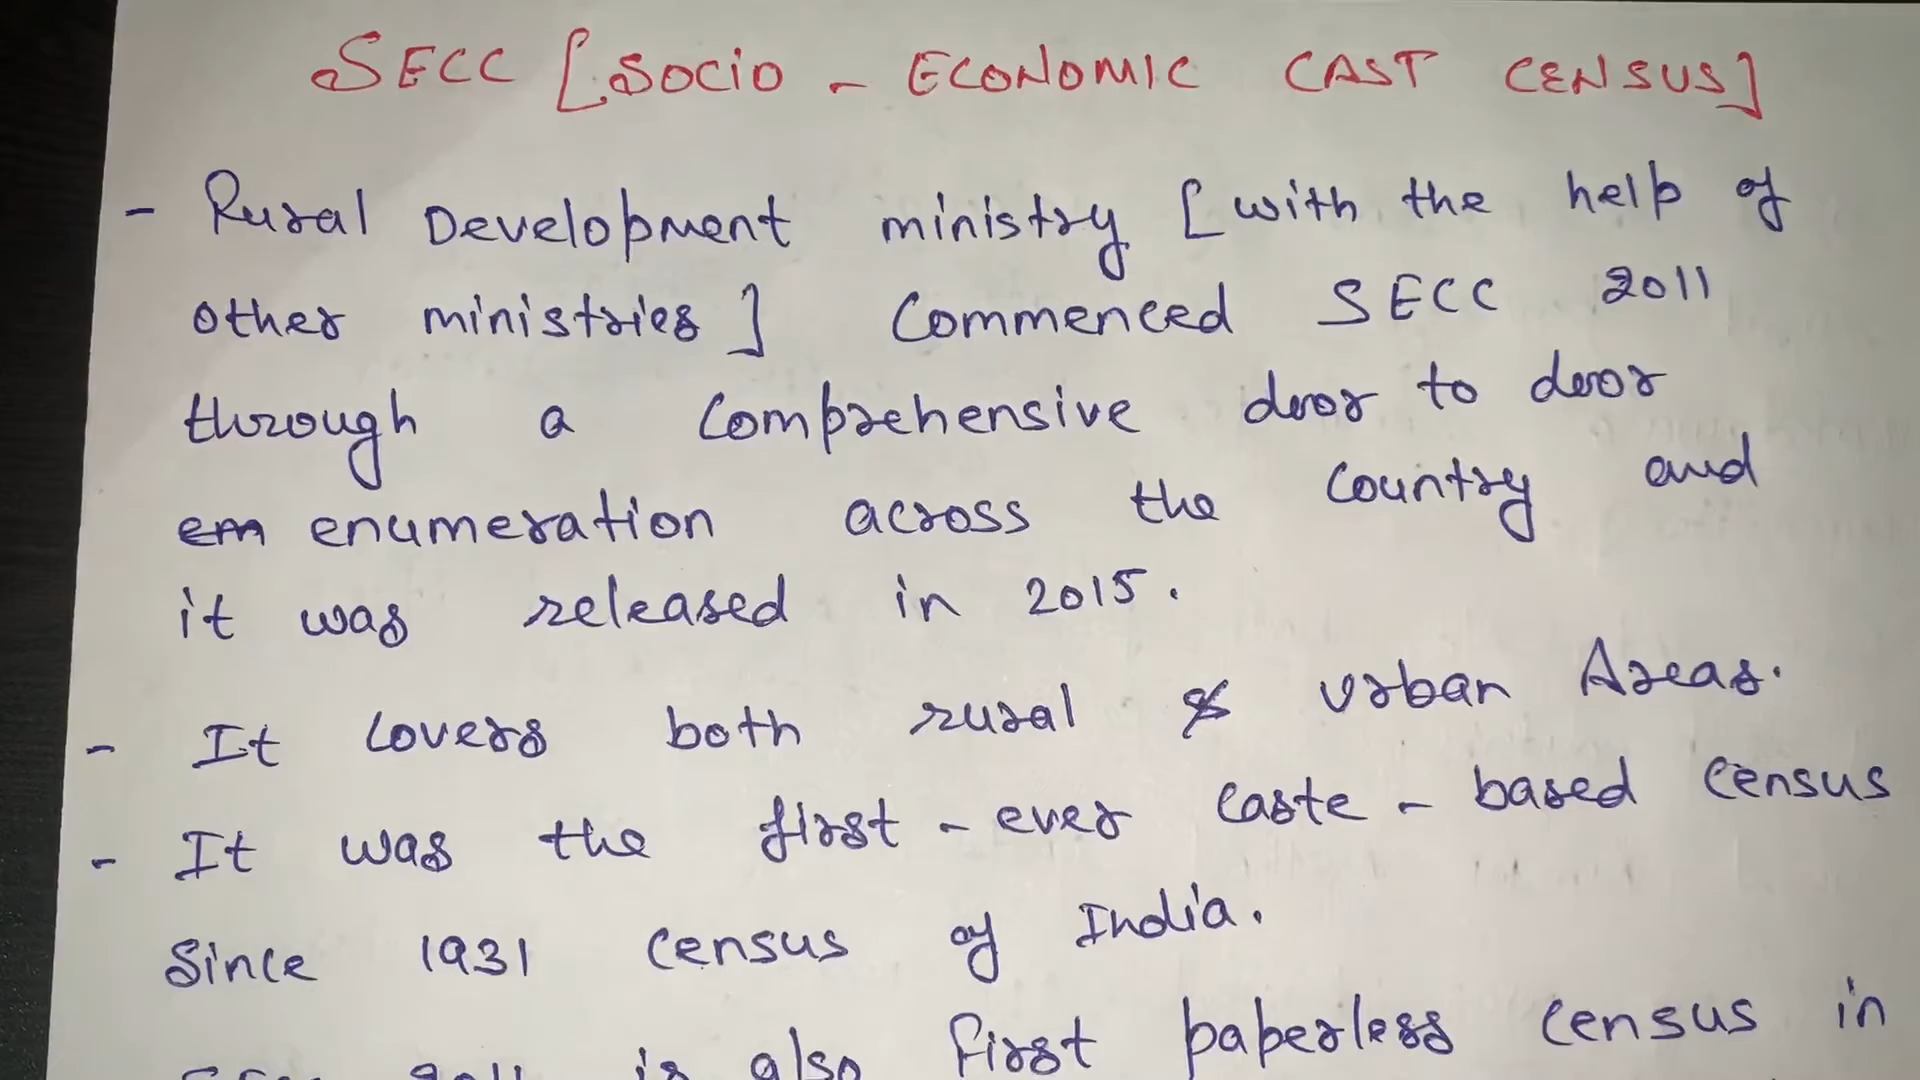 SECC [SOCIO - ECONOMIC CAST CENSUS]
- Rural Development ministry [with the help of
other ministries] Commenced SECC 2011
through a Comprehensive door to door
em enumeration across the Country and
it was released in 2015.
- It Covers both rural & Urban Areas.
- It was the first - ever Caste - based Census
Since 1931 Census of India.
SECC 2011 is also First paperless Census in